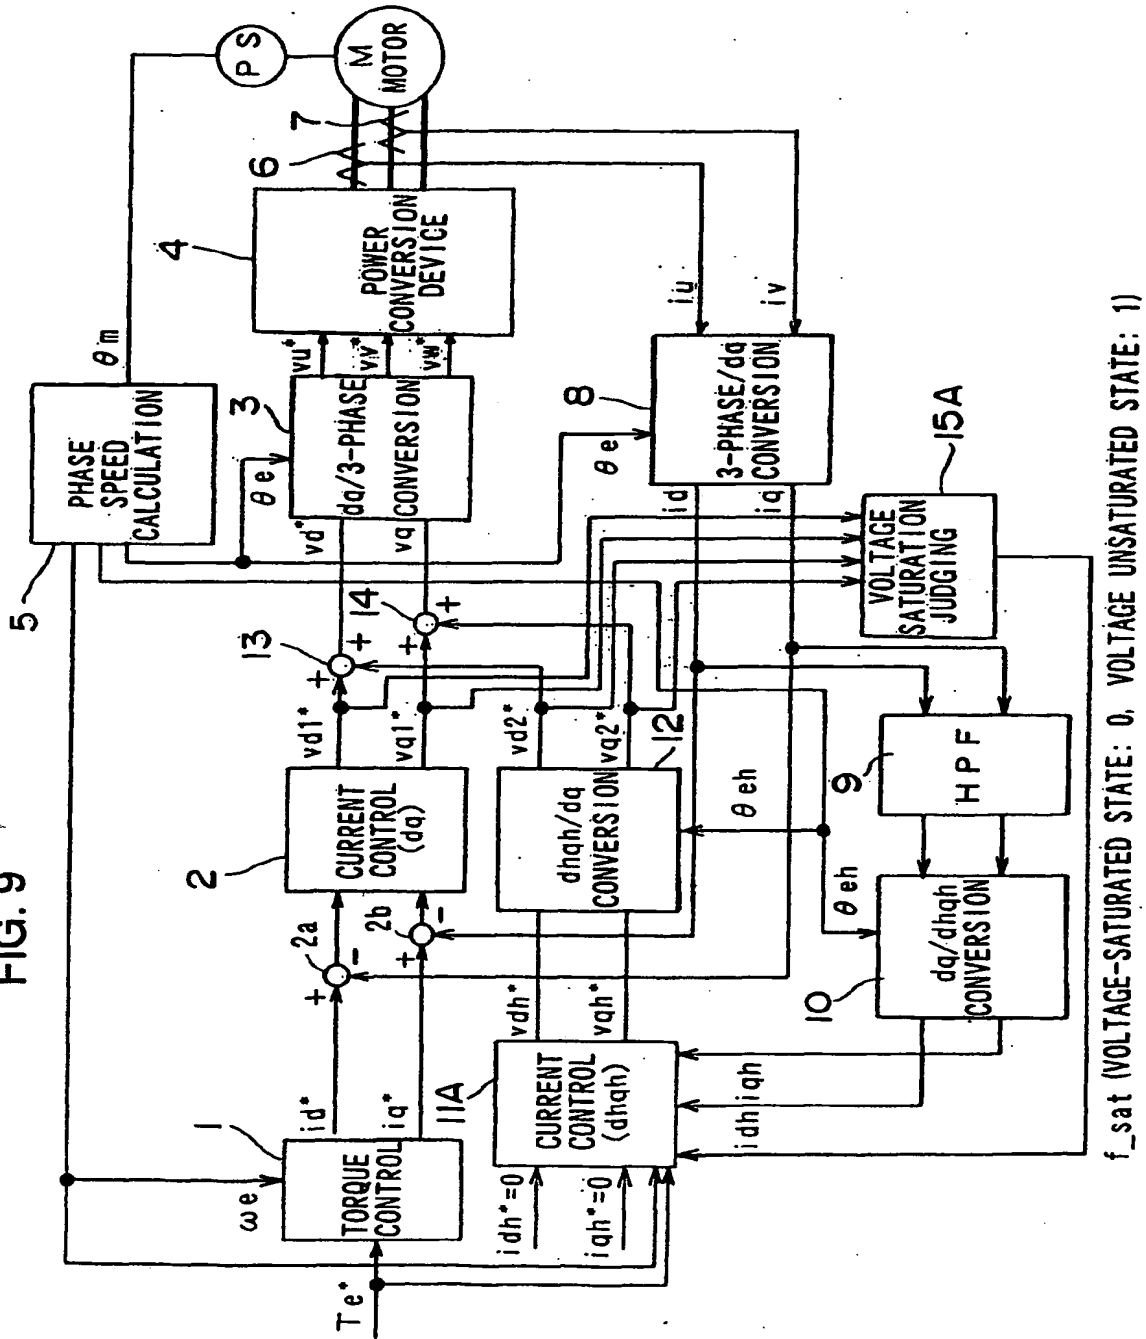 FIG. 9
5
PHASE
SPEED
CALCULATION
θm
PS
M
MOTOR
ωe
1
TORQUE
CONTROL
Te*
id*
iq*
2a
+
-
2b
+
-
2
CURRENT
CONTROL
(dq)
vd1*
vq1*
13
+
+
14
+
+
vd*
vq
θe
3
dq/3-PHASE
CONVERSION
vu*
vv*
vw*
4
POWER
CONVERSION
DEVICE
6
7
idh*=0
iqh*=0
11A
CURRENT
CONTROL
(dhqh)
vdh*
vqh*
dhqh/dq
CONVERSION
12
vd2*
vq2*
θeh
θe
8
3-PHASE/dq
CONVERSION
iu
iv
id
iq
15A
VOLTAGE
SATURATION
JUDGING
9
HPF
θeh
10
dq/dhqh
CONVERSION
idh
iqh
f_sat (VOLTAGE-SATURATED STATE: 0, VOLTAGE UNSATURATED STATE: 1)